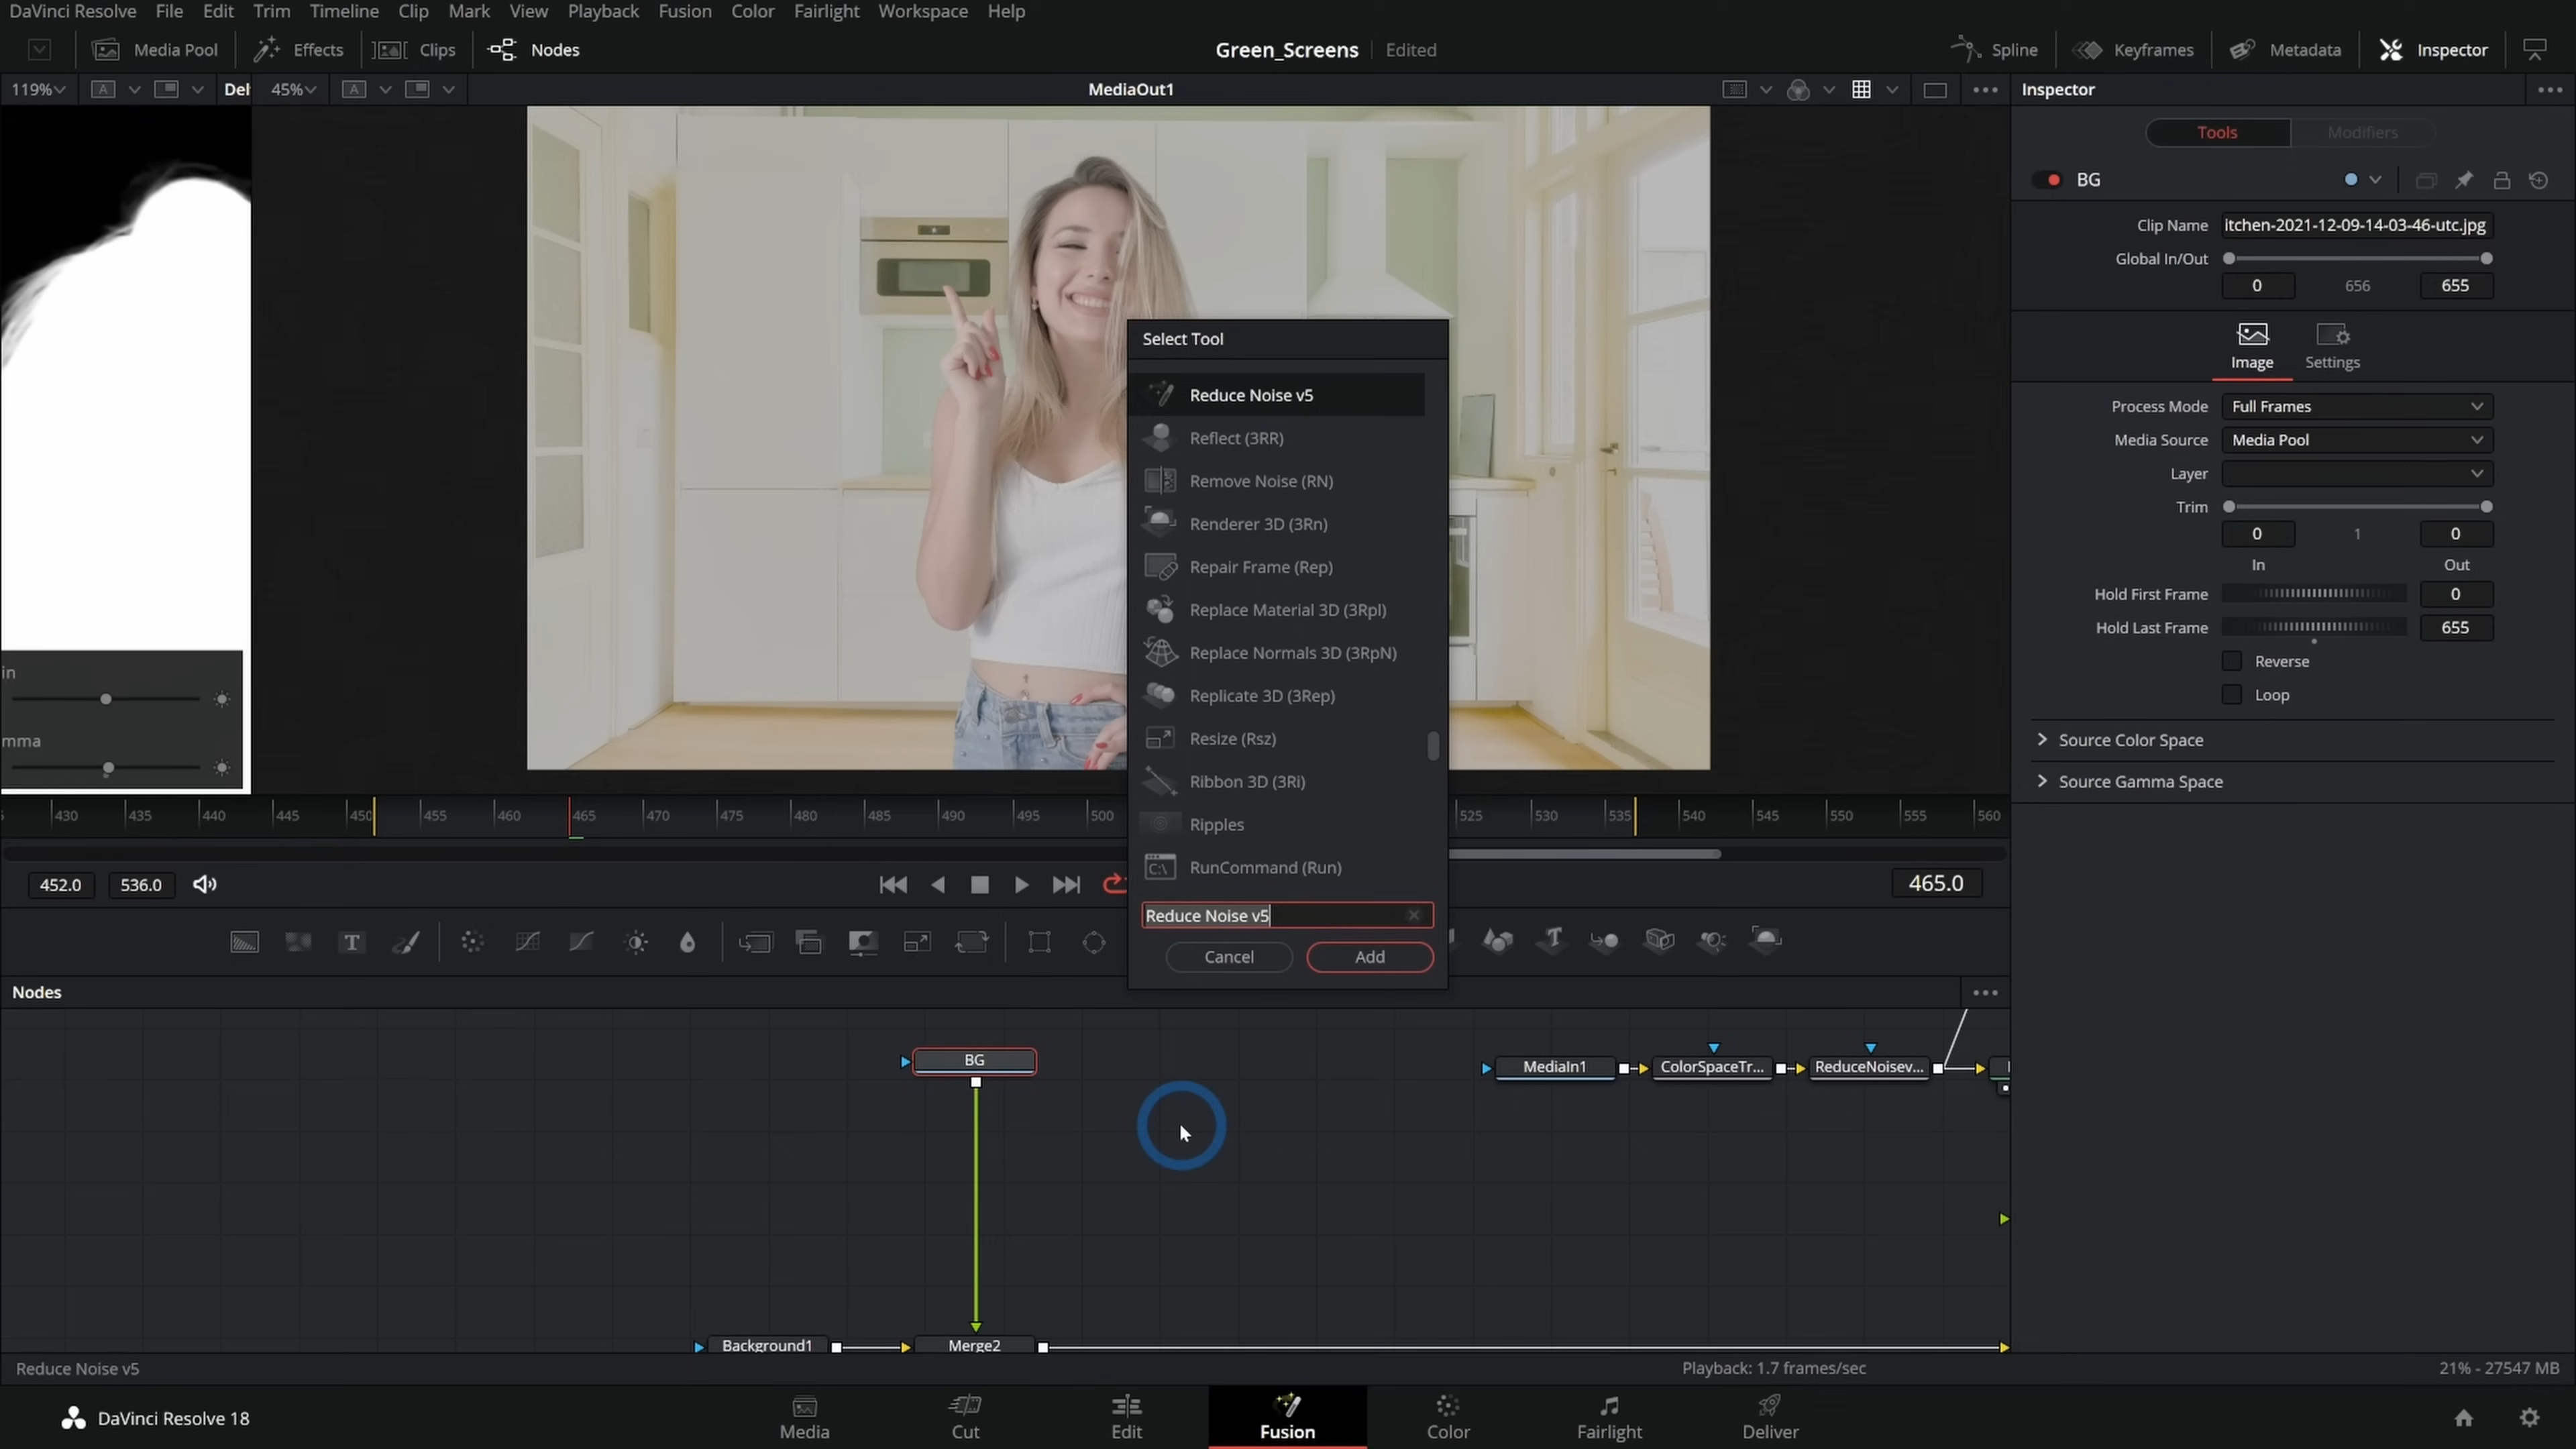 DaVinci Resolve File Edit Trim Timeline Clip Mark View Playback Fusion Color Fairlight Workspace Help
Media Pool Effects Clips Nodes Green_Screens Edited Spline Keyframes Metadata Inspector
119% A Del 45% A MediaOut1 Inspector
Tools Modifiers
BG
Clip Name itchen-2021-12-09-14-03-46-utc.jpg
Global In/Out
0 656 655
Image Settings
Process Mode Full Frames
Media Source Media Pool
Layer
Trim
0 1 0
In Out
Hold First Frame 0
Hold Last Frame 655
Reverse
Loop
Source Color Space
Source Gamma Space
Select Tool
Reduce Noise v5
Reflect (3RR)
Remove Noise (RN)
Renderer 3D (3Rn)
Repair Frame (Rep)
Replace Material 3D (3Rpl)
Replace Normals 3D (3RpN)
Replicate 3D (3Rep)
Resize (Rsz)
Ribbon 3D (3Ri)
Ripples
RunCommand (Run)
Reduce Noise v5
Cancel Add
in
mma
430 435 440 445 450 455 460 465 470 475 480 485 490 495 500 525 530 535 540 545 550 555 560
452.0 536.0 465.0
T
Nodes
BG
MediaIn1 ColorSpaceTr... ReduceNoisev...
Background1 Merge2
Reduce Noise v5 Playback: 1.7 frames/sec 21% - 27547 MB
DaVinci Resolve 18 Media Cut Edit Fusion Color Fairlight Deliver